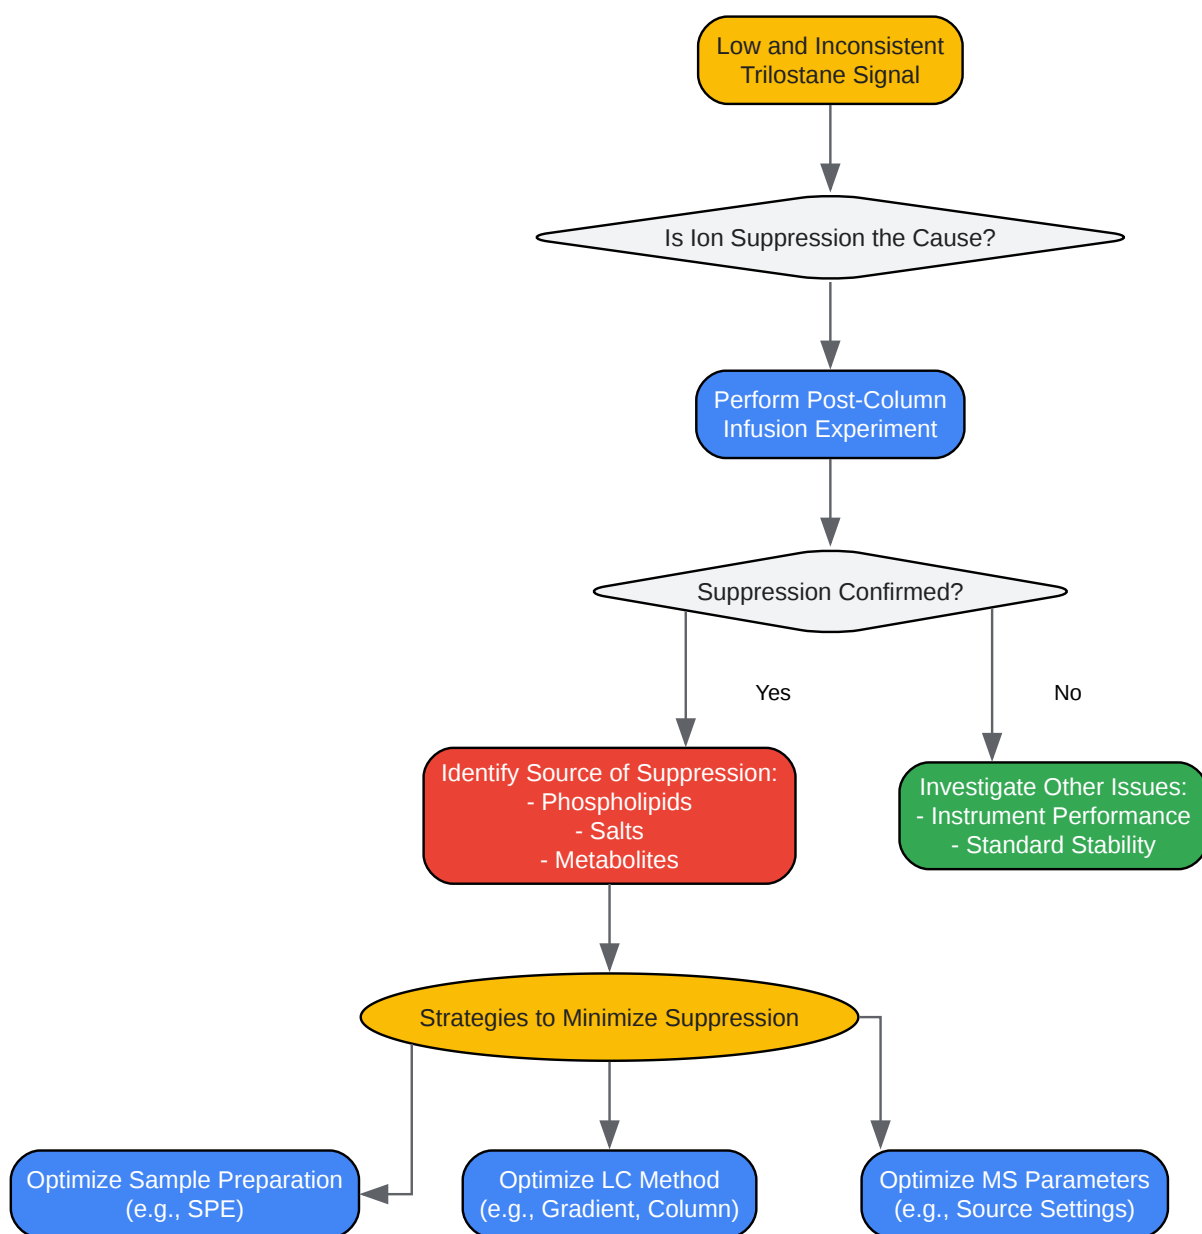 Low and Inconsistent
Trilostane Signal
Is Ion Suppression the Cause?
Perform Post-Column
Infusion Experiment
Suppression Confirmed?
Yes
No
Identify Source of Suppression:
- Phospholipids
- Salts
- Metabolites
Investigate Other Issues:
- Instrument Performance
- Standard Stability
Strategies to Minimize Suppression
Optimize Sample Preparation
(e.g., SPE)
Optimize LC Method
(e.g., Gradient, Column)
Optimize MS Parameters
(e.g., Source Settings)